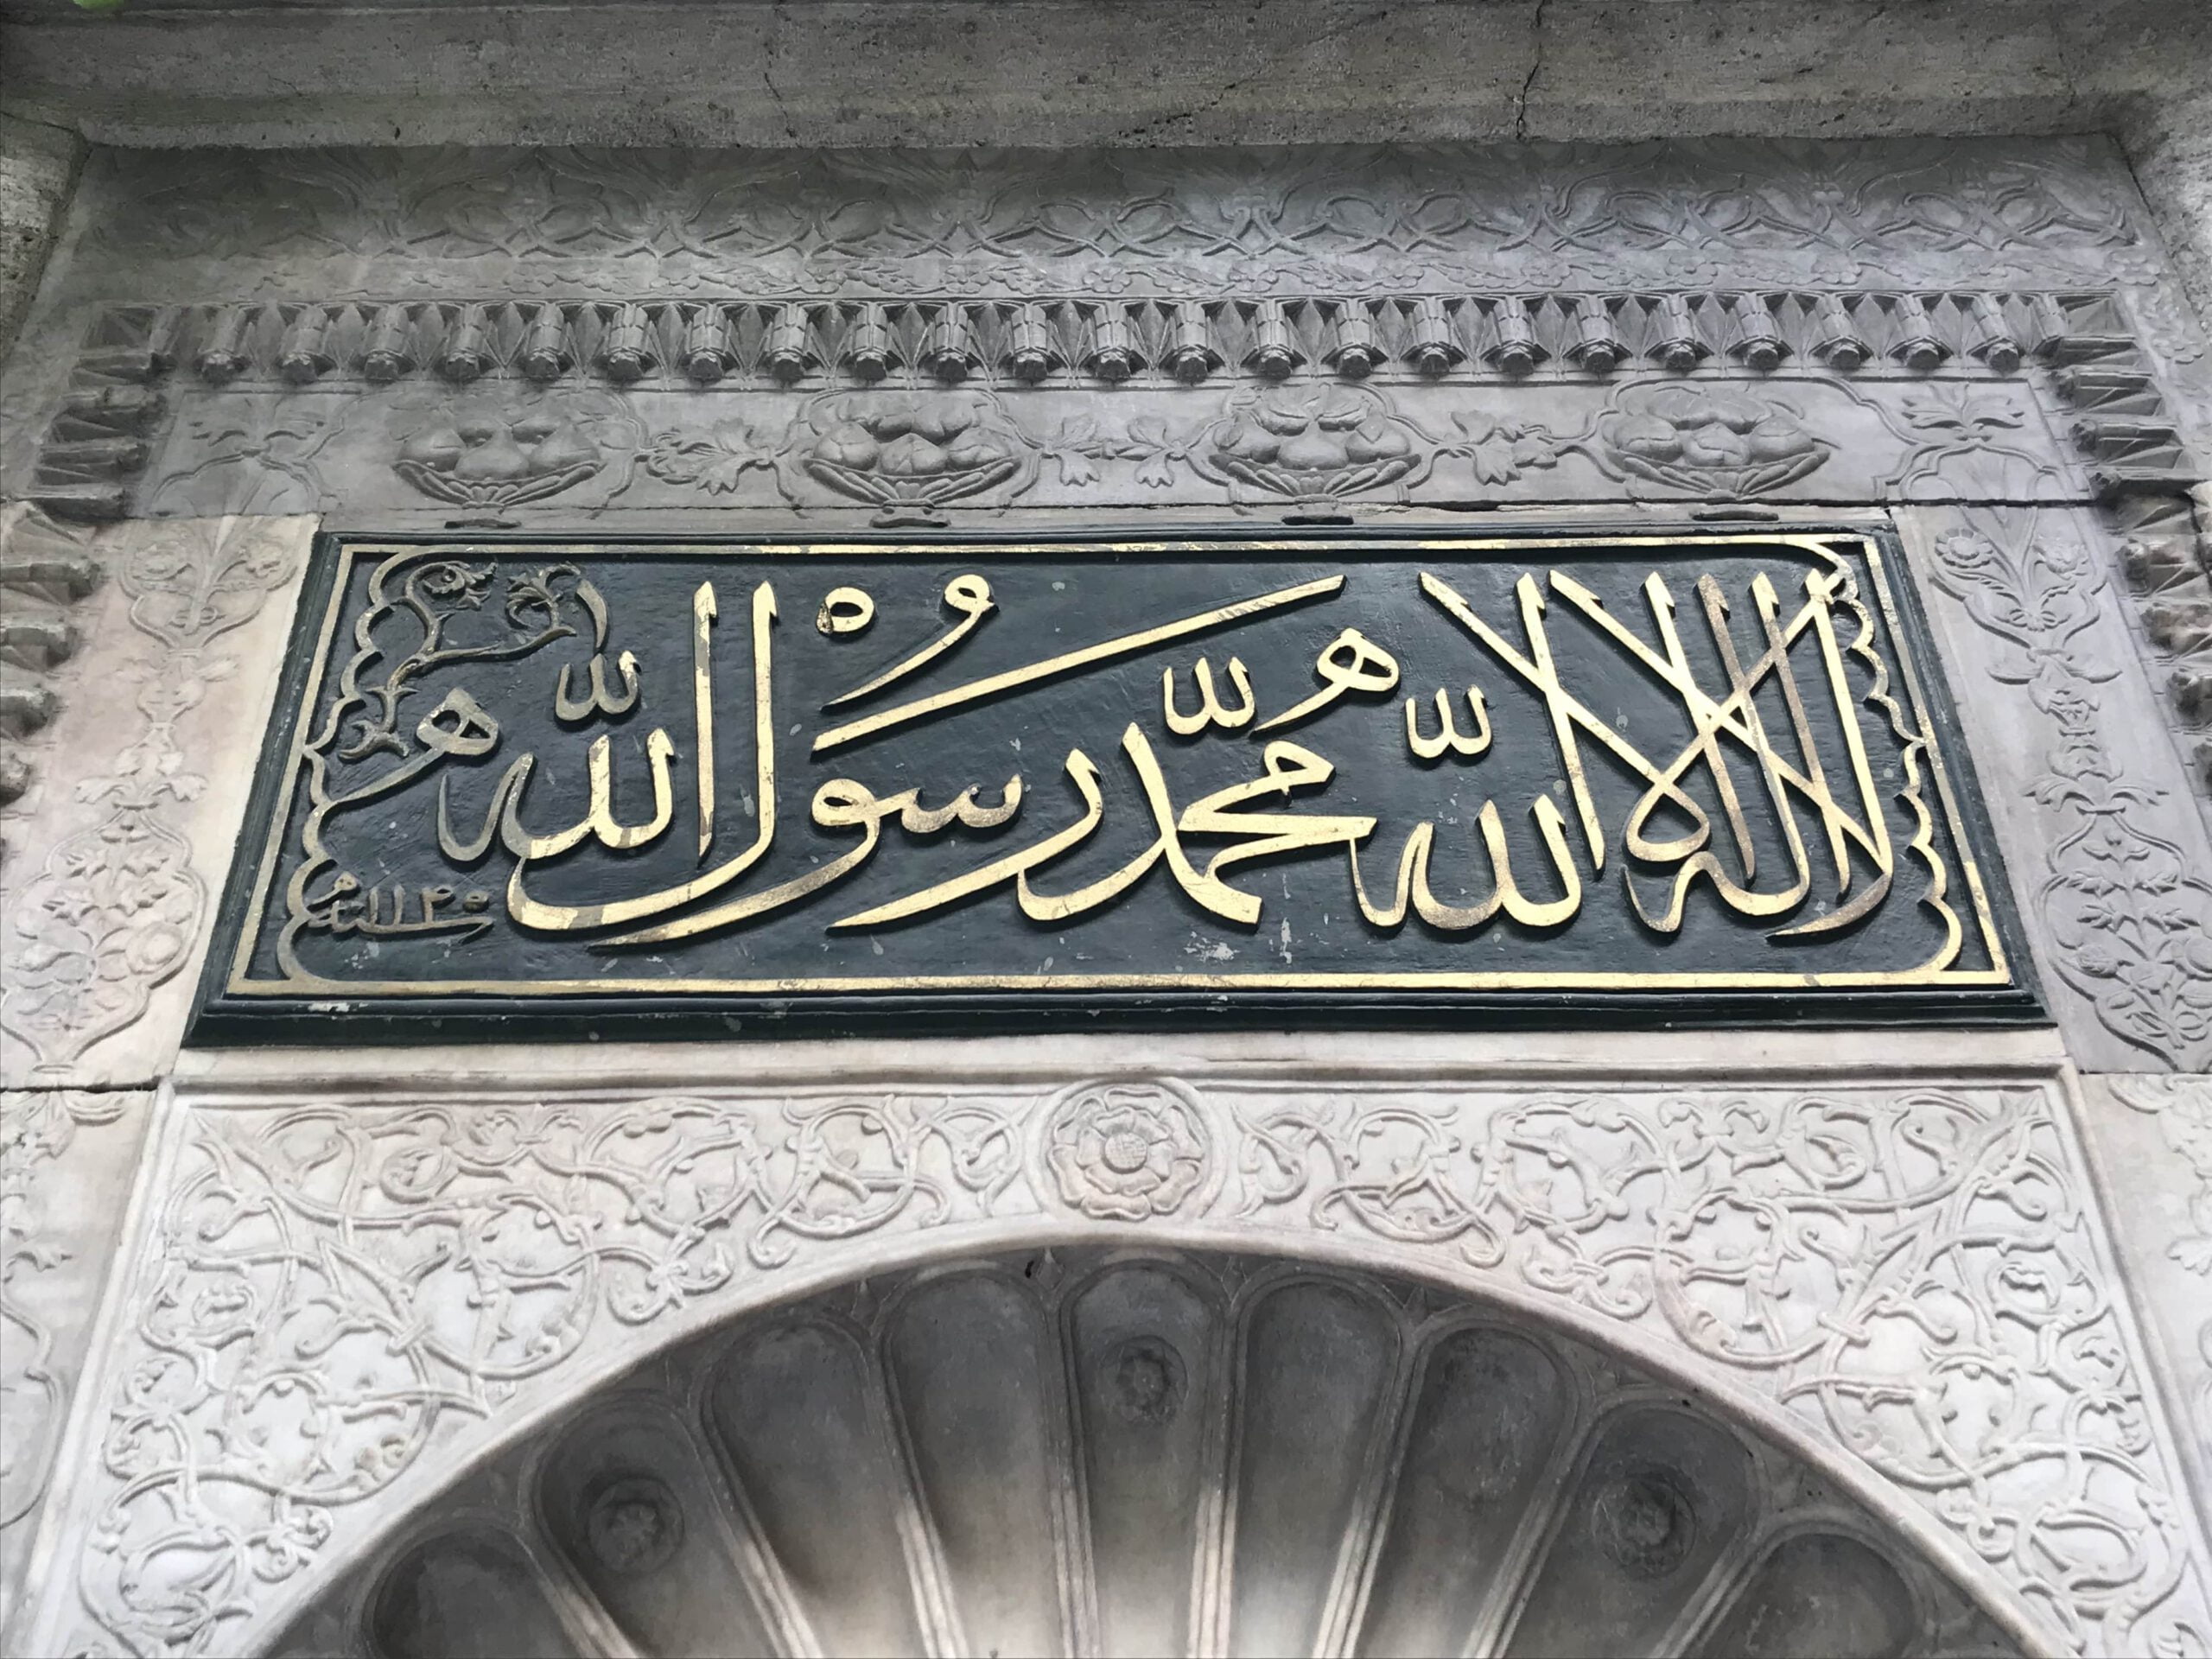 لا اله الا الله محمد رسول الله